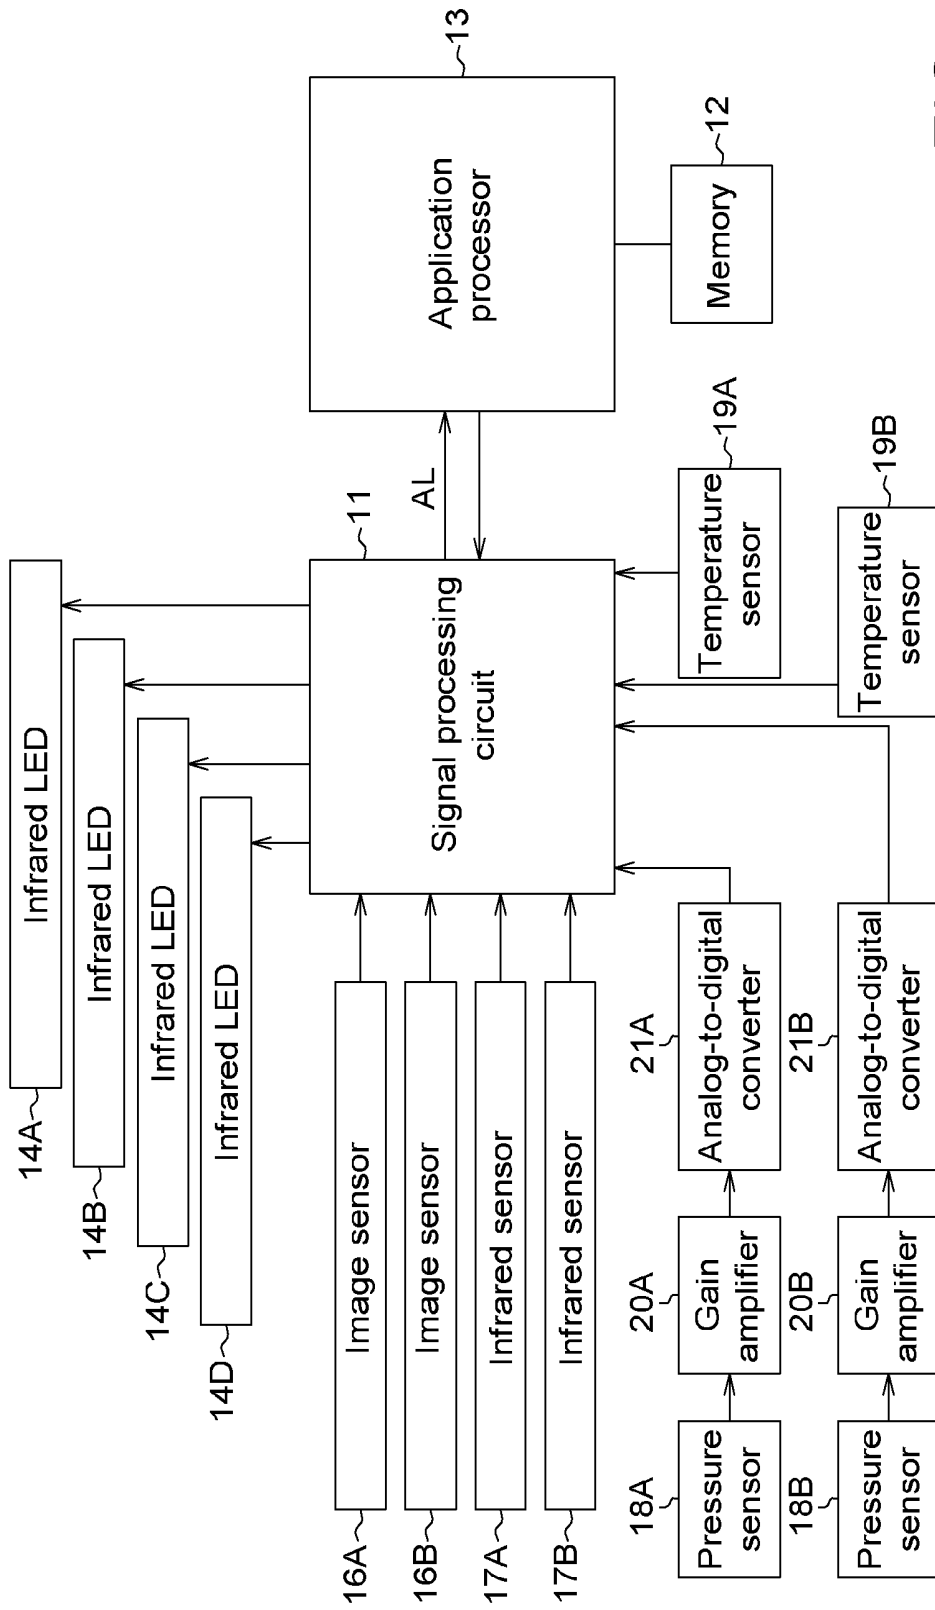 14A
Infrared LED
14B
Infrared LED
14C
Infrared LED
14D
Infrared LED
16A
Image sensor
16B
Image sensor
17A
Infrared sensor
17B
Infrared sensor
11
Signal processing
circuit
AL
13
Application
processor
12
Memory
18A
Pressure
sensor
20A
Gain
amplifier
21A
Analog-to-digital
converter
19A
Temperature
sensor
18B
Pressure
sensor
20B
Gain
amplifier
21B
Analog-to-digital
converter
19B
Temperature
sensor